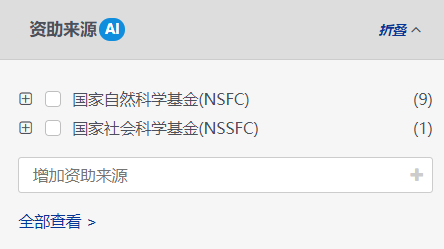 资助来源 AI 折叠
国家自然科学基金(NSFC) (9)
国家社会科学基金(NSSFC) (1)
增加资助来源
全部查看 >